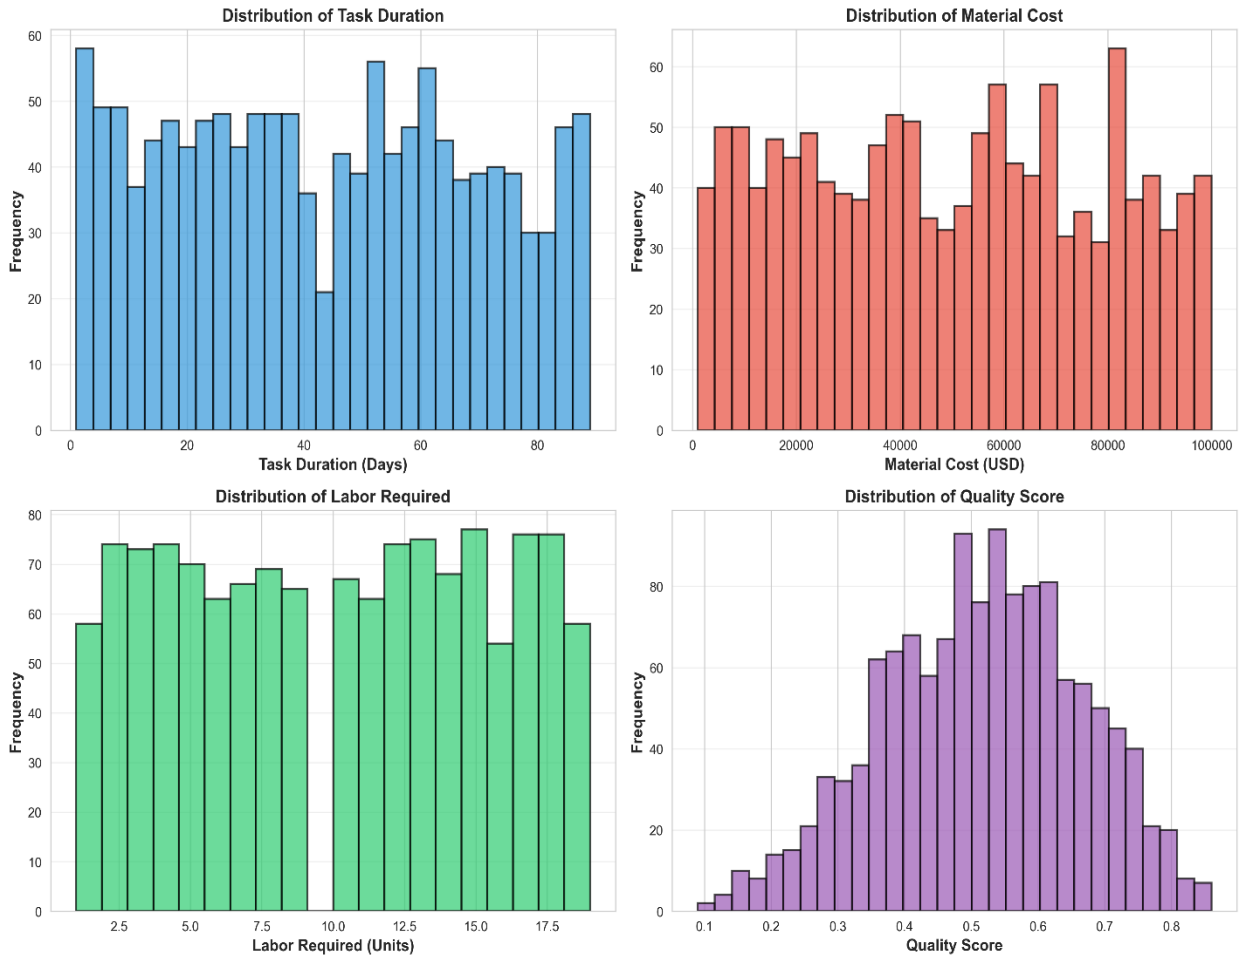 Distribution of Task Duration
Frequency
60
50
40
30
20
10
0
0 20 40 60 80
Task Duration (Days)
Distribution of Material Cost
Frequency
60
50
40
30
20
10
0
0 20000 40000 60000 80000 100000
Material Cost (USD)
Distribution of Labor Required
Frequency
80
70
60
50
40
30
20
10
0
2.5 5.0 7.5 10.0 12.5 15.0 17.5
Labor Required (Units)
Distribution of Quality Score
Frequency
80
60
40
20
0
0.1 0.2 0.3 0.4 0.5 0.6 0.7 0.8
Quality Score